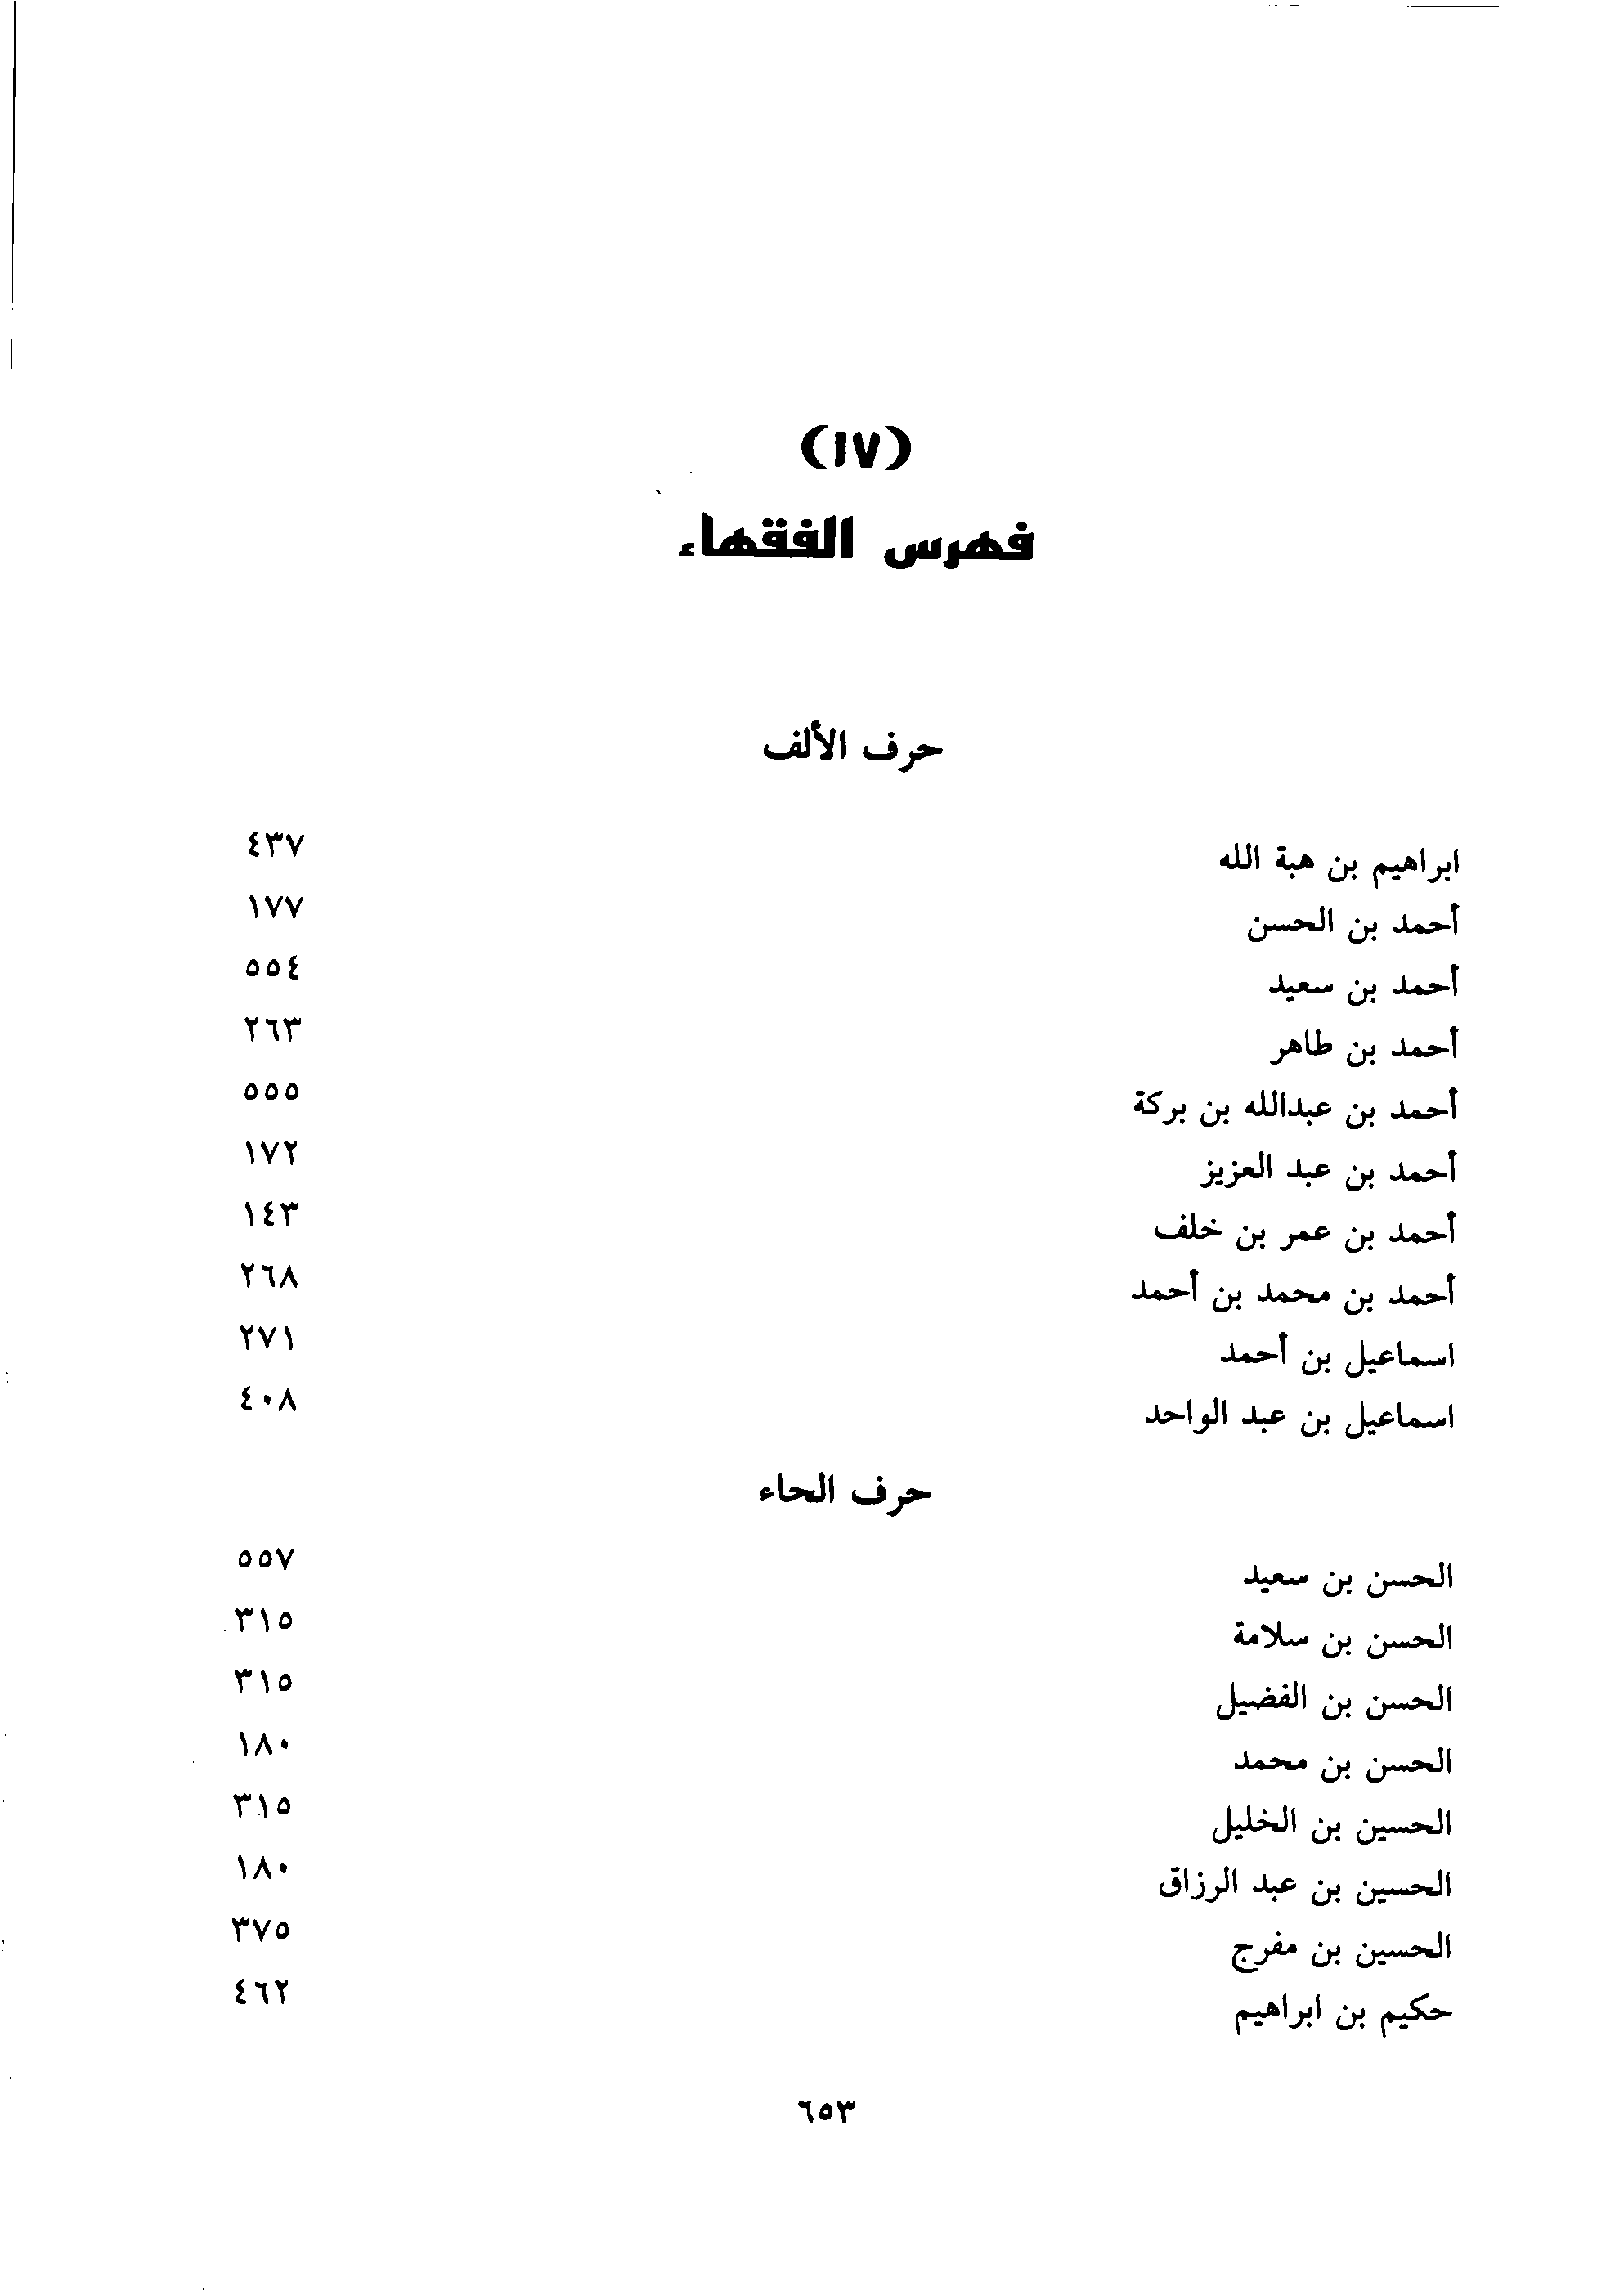 (١٧)
فهرس الفقهاء
حرف الألف
ابراهيم بن هبة الله ٤٣٧
أحمد بن الحسن ١٧٧
أحمد بن سعيد ٥٥٤
أحمد بن طاهر ٢٦٣
أحمد بن عبدالله بن بركة ٥٥٥
أحمد بن عبد العزيز ١٧٢
أحمد بن عمر بن خلف ١٤٣
أحمد بن محمد بن أحمد ٢٦٨
اسماعيل بن أحمد ٢٧١
اسماعيل بن عبد الواحد ٤٠٨
حرف الحاء
الحسن بن سعيد ٥٥٧
الحسن بن سلامة ٣١٥
الحسن بن الفضيل ٣١٥
الحسن بن محمد ١٨٠
الحسين بن الخليل ٣١٥
الحسين بن عبد الرزاق ١٨٠
الحسين بن مفرج ٣٧٥
حكيم بن ابراهيم ٤٦٢
٦٥٣